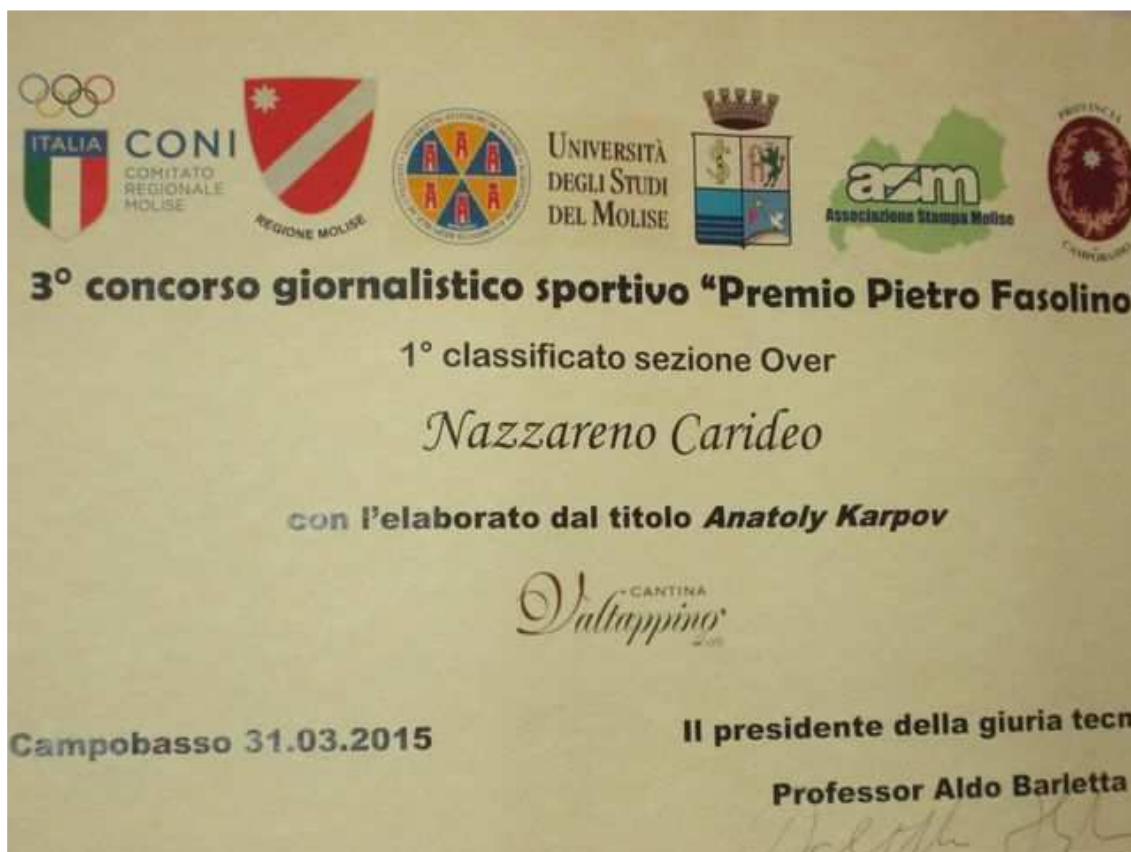 ITALIA
CONI
COMITATO
REGIONALE
MOLISE
REGIONE MOLISE
UNIVERSITÀ
DEGLI STUDI
DEL MOLISE
asm
Associazione Stampa Molise
PROVINCIA
CAMPOBASSO
3° concorso giornalistico sportivo “Premio Pietro Fasolino
1° classificato sezione Over
Nazzareno Carideo
con l’elaborato dal titolo Anatoly Karpov
CANTINA
Valtappino
Campobasso 31.03.2015
Il presidente della giuria tecn
Professor Aldo Barletta